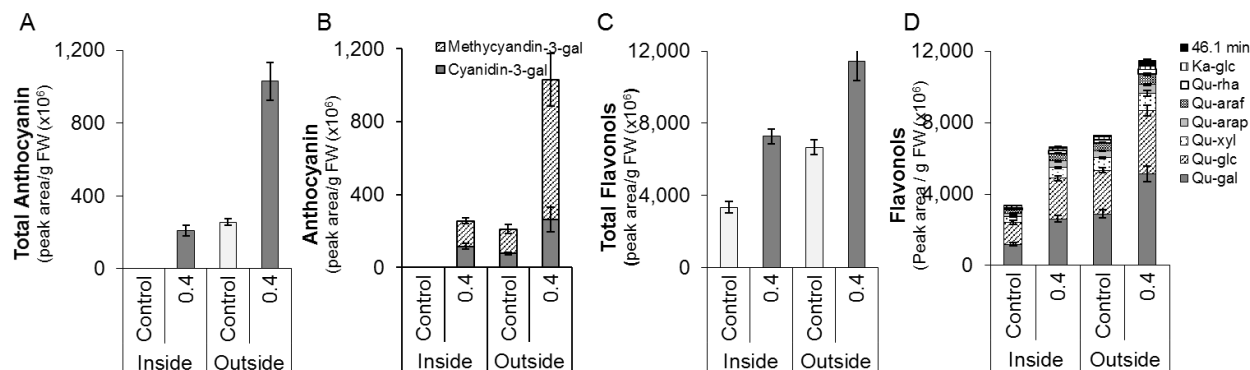 A
Total Anthocyanin
(peak area/g FW (x10⁶)
1,200
800
400
0
Control
0.4
Control
0.4
Inside
Outside
B
Anthocyanin
(peak area/g FW (x10⁶)
1,200
800
400
0
Methycyandin-3-gal
Cyanidin-3-gal
Control
0.4
Control
0.4
Inside
Outside
C
Total Flavonols
(peak area/g FW (x10⁶)
12,000
8,000
4,000
0
Control
0.4
Control
0.4
Inside
Outside
D
Flavonols
(Peak area / g FW (x10⁶)
12,000
8,000
4,000
0
Control
0.4
Control
0.4
Inside
Outside
46.1 min
Ka-glc
Qu-rha
Qu-araf
Qu-arap
Qu-xyl
Qu-glc
Qu-gal